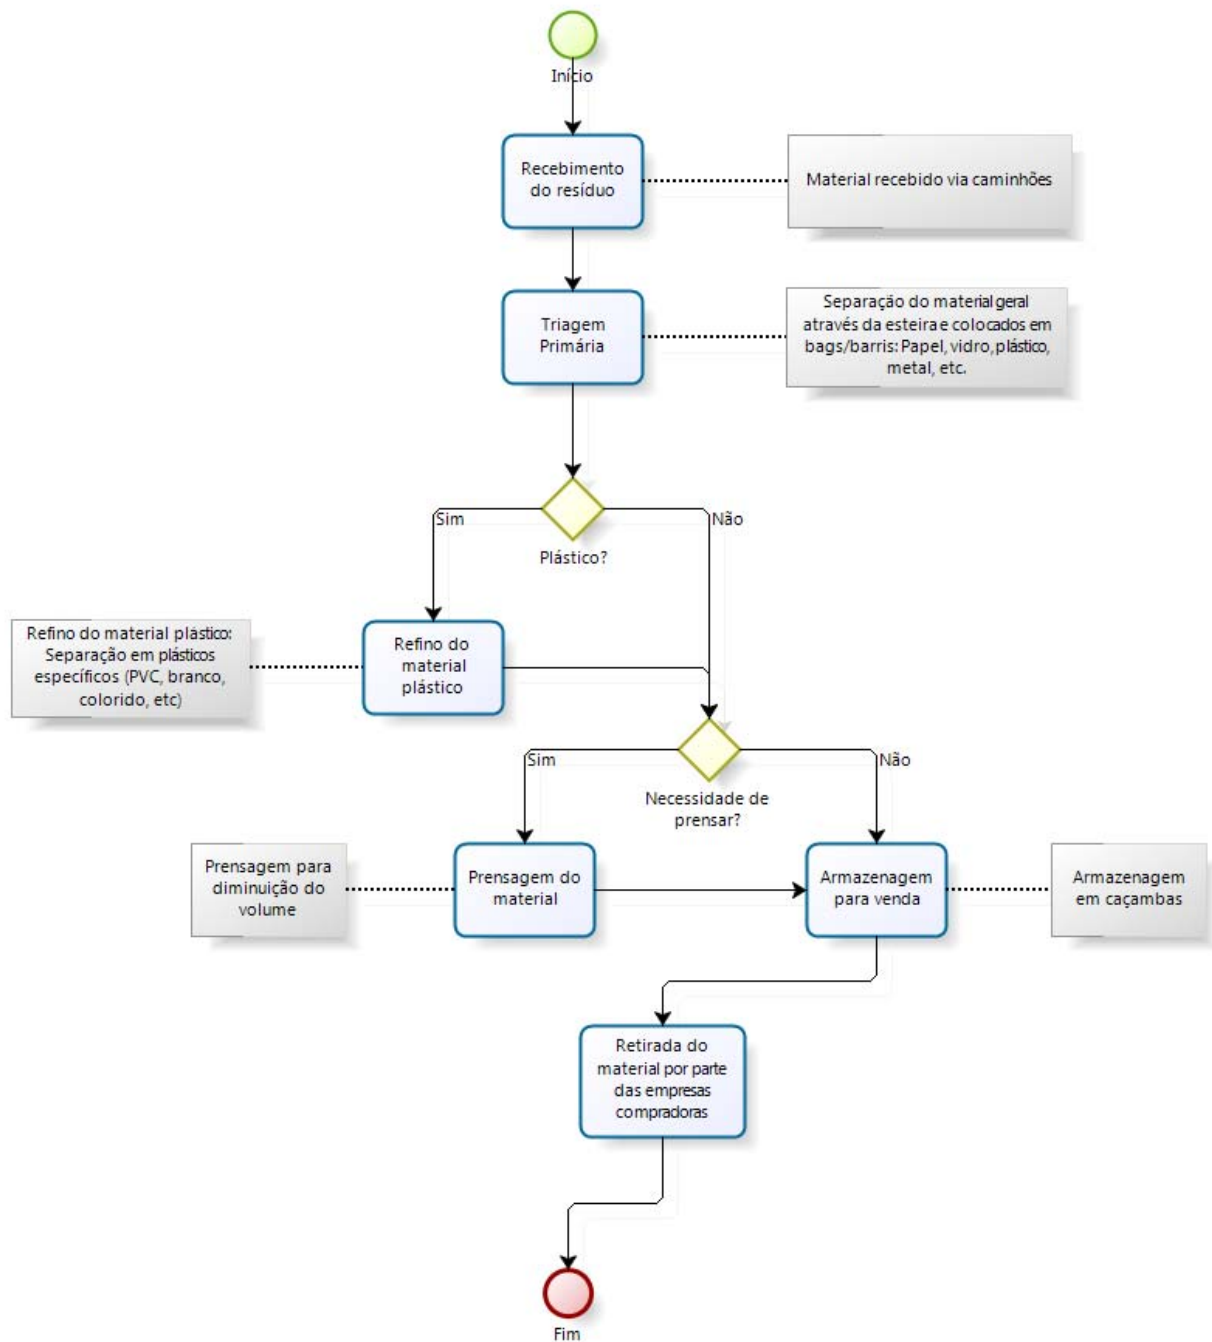 Início
Recebimento
do resíduo
Material recebido via caminhões
Triagem
Primária
Separação do material geral
através da esteira e colocados em
bags/barris: Papel, vidro, plástico,
metal, etc.
Sim
Não
Plástico?
Refino do material plástico:
Separação em plásticos
específicos (PVC, branco,
colorido, etc)
Refino do
material
plástico
Sim
Não
Necessidade de
prensar?
Prensagem para
diminuição do
volume
Prensagem do
material
Armazenagem
para venda
Armazenagem
em caçambas
Retirada do
material por parte
das empresas
compradoras
Fim